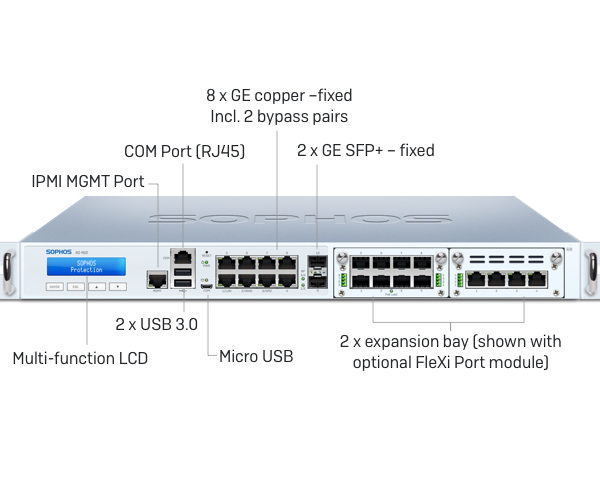 8 x GE copper –fixed
Incl. 2 bypass pairs
COM Port (RJ45)
2 x GE SFP+ – fixed
IPMI MGMT Port
SOPHOS
SOPHOS
SOPHOS
Protection
ENTER
ESC
2 x USB 3.0
Multi-function LCD
Micro USB
2 x expansion bay (shown with
optional FleXi Port module)